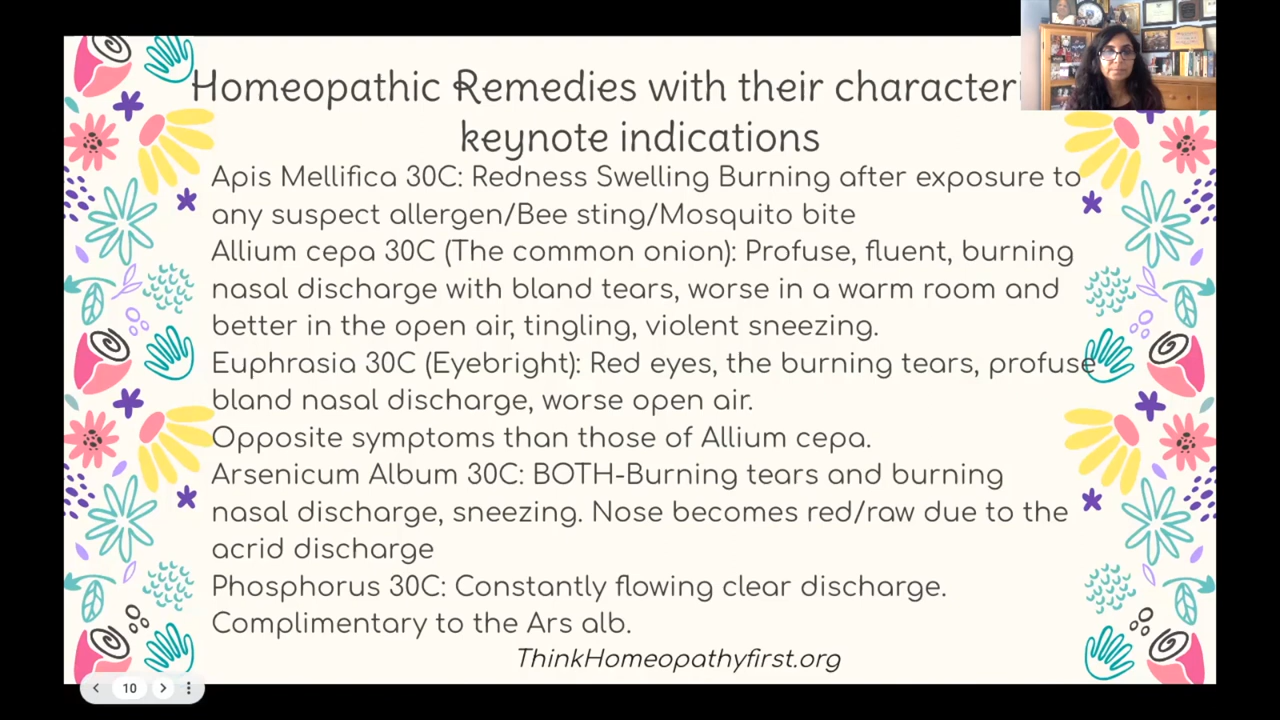 Homeopathic Remedies with their characteri
keynote indications
Apis Mellifica 30C: Redness Swelling Burning after exposure to
any suspect allergen/Bee sting/Mosquito bite
Allium cepa 30C (The common onion): Profuse, fluent, burning
nasal discharge with bland tears, worse in a warm room and
better in the open air, tingling, violent sneezing.
Euphrasia 30C (Eyebright): Red eyes, the burning tears, profuse
bland nasal discharge, worse open air.
Opposite symptoms than those of Allium cepa.
Arsenicum Album 30C: BOTH-Burning tears and burning
nasal discharge, sneezing. Nose becomes red/raw due to the
acrid discharge
Phosphorus 30C: Constantly flowing clear discharge.
Complimentary to the Ars alb.
ThinkHomeopathyfirst.org
10